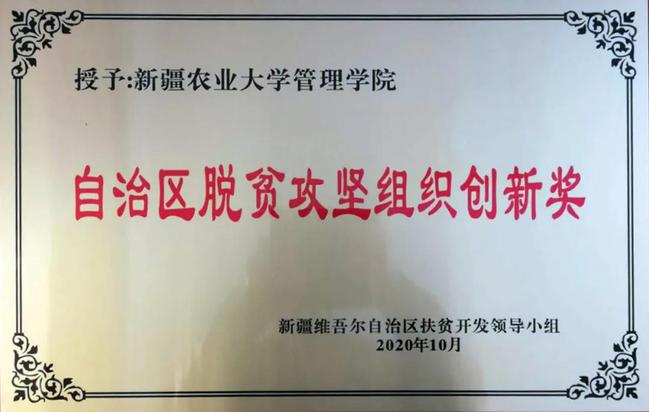 授予:新疆农业大学管理学院
自治区脱贫攻坚组织创新奖
新疆维吾尔自治区扶贫开发领导小组
2020年10月